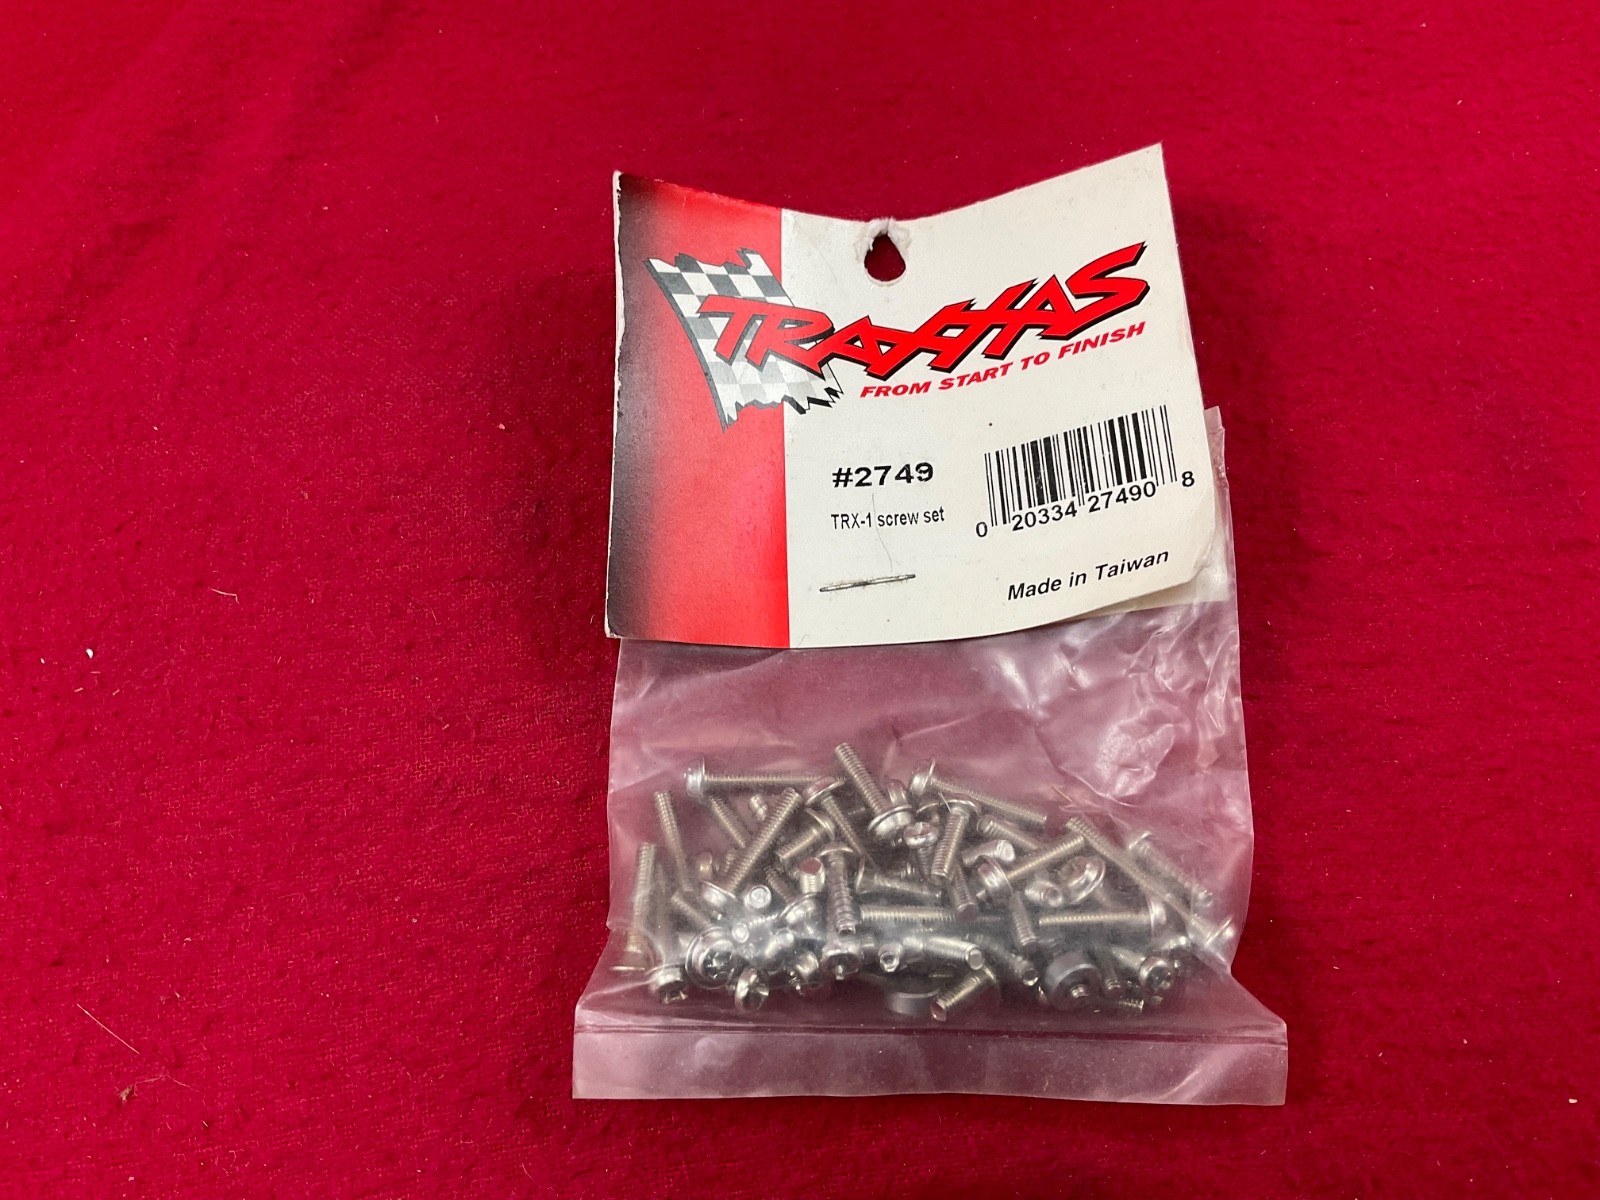 TRAXXAS
FROM START TO FINISH
#2749
TRX-1 screw set
0 20334 27490 8
Made in Taiwan